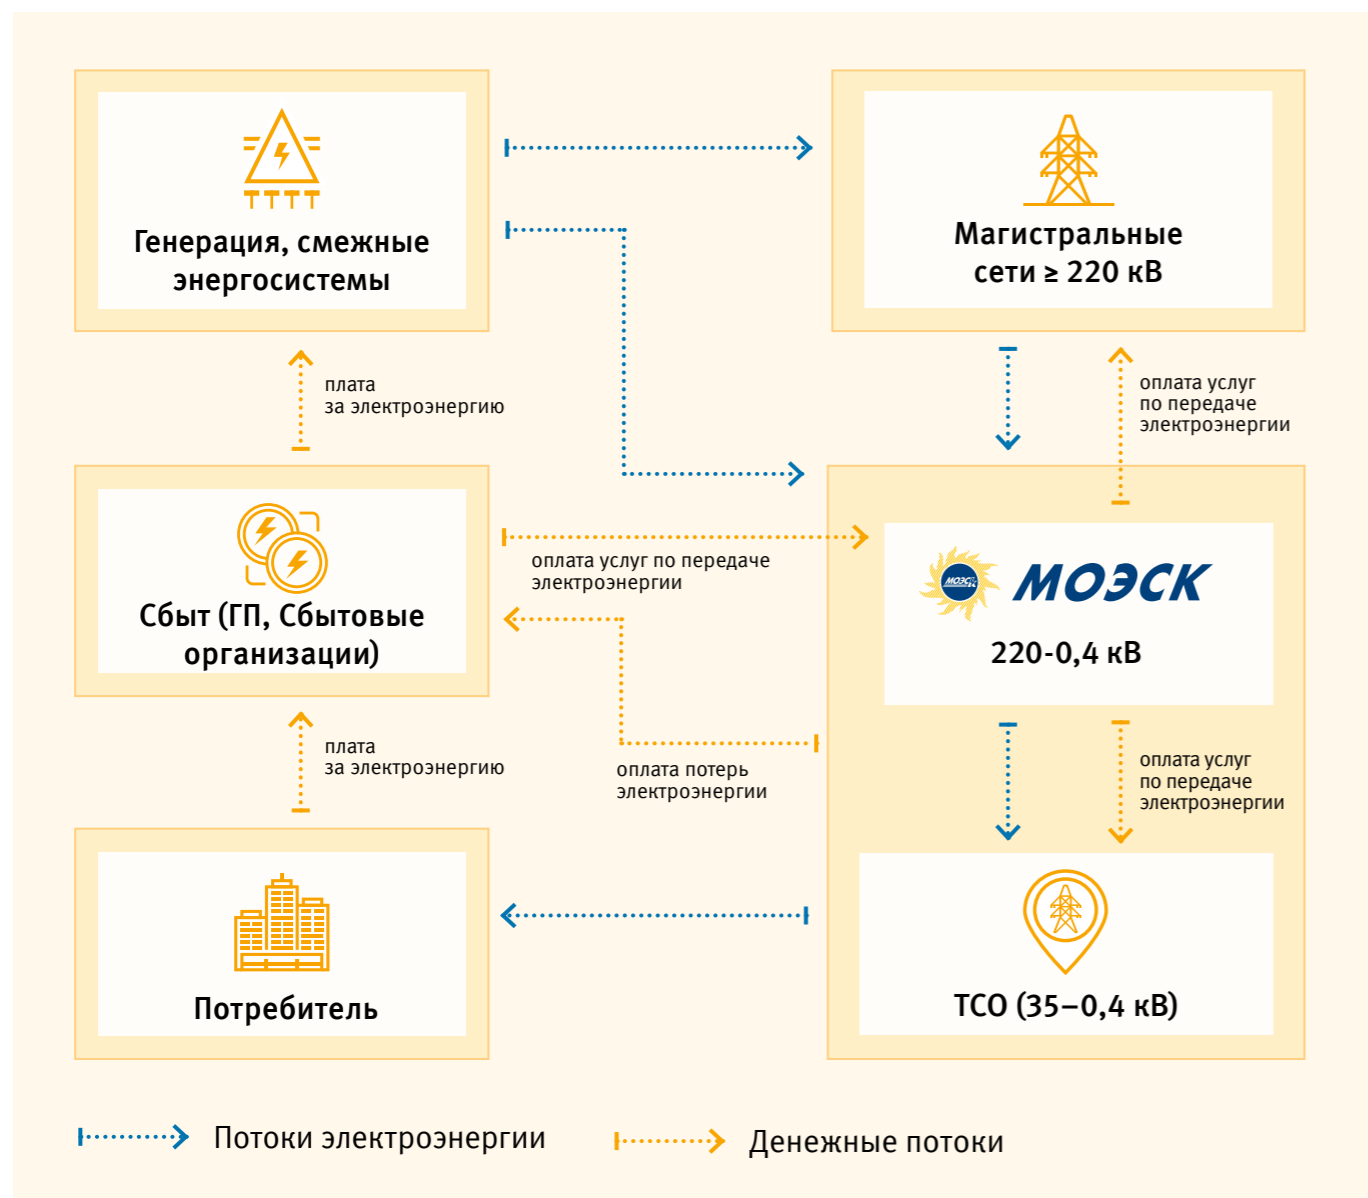 Генерация, смежные
энергосистемы
Магистральные
сети ≥ 220 кВ
плата
за электроэнергию
оплата услуг
по передаче
электроэнергии
Сбыт (ГП, Сбытовые
организации)
оплата услуг по передаче
электроэнергии
МОЭСК
МОЭСК
220-0,4 кВ
плата
за электроэнергию
оплата потерь
электроэнергии
оплата услуг
по передаче
электроэнергии
Потребитель
ТСО (35–0,4 кВ)
Потоки электроэнергии
Денежные потоки